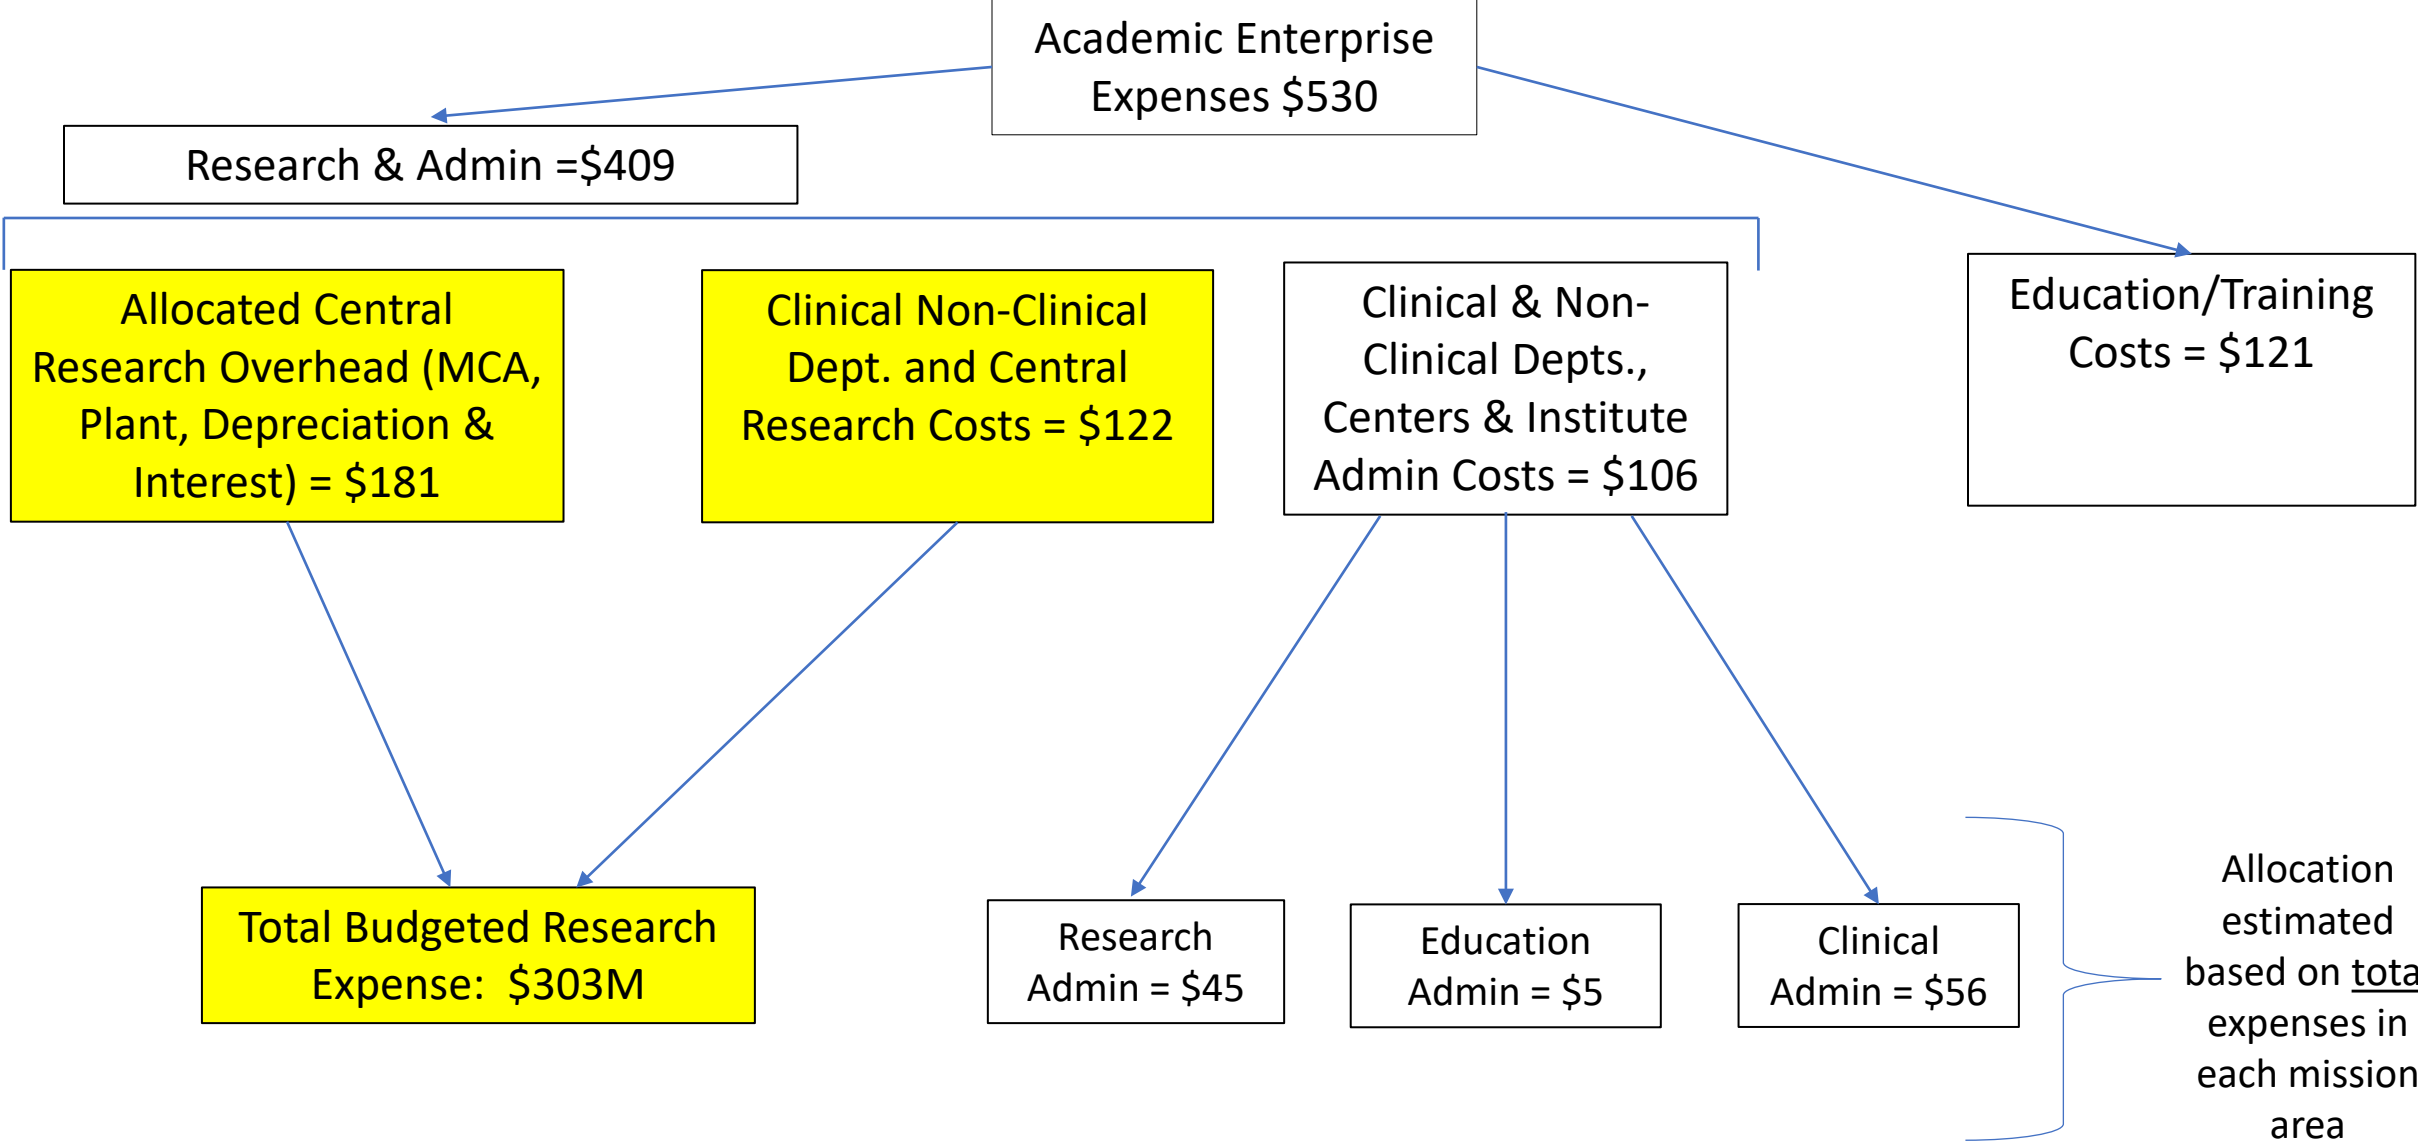 Academic Enterprise
Expenses $530
Research & Admin =$409
Allocated Central
Research Overhead (MCA,
Plant, Depreciation &
Interest) = $181
Clinical Non-Clinical
Dept. and Central
Research Costs = $122
Clinical & Non-
Clinical Depts.,
Centers & Institute
Admin Costs = $106
Education/Training
Costs = $121
Total Budgeted Research
Expense:  $303M
Research
Admin = $45
Education
Admin = $5
Clinical
Admin = $56
Allocation
estimated
based on tota
expenses in
each mission
area